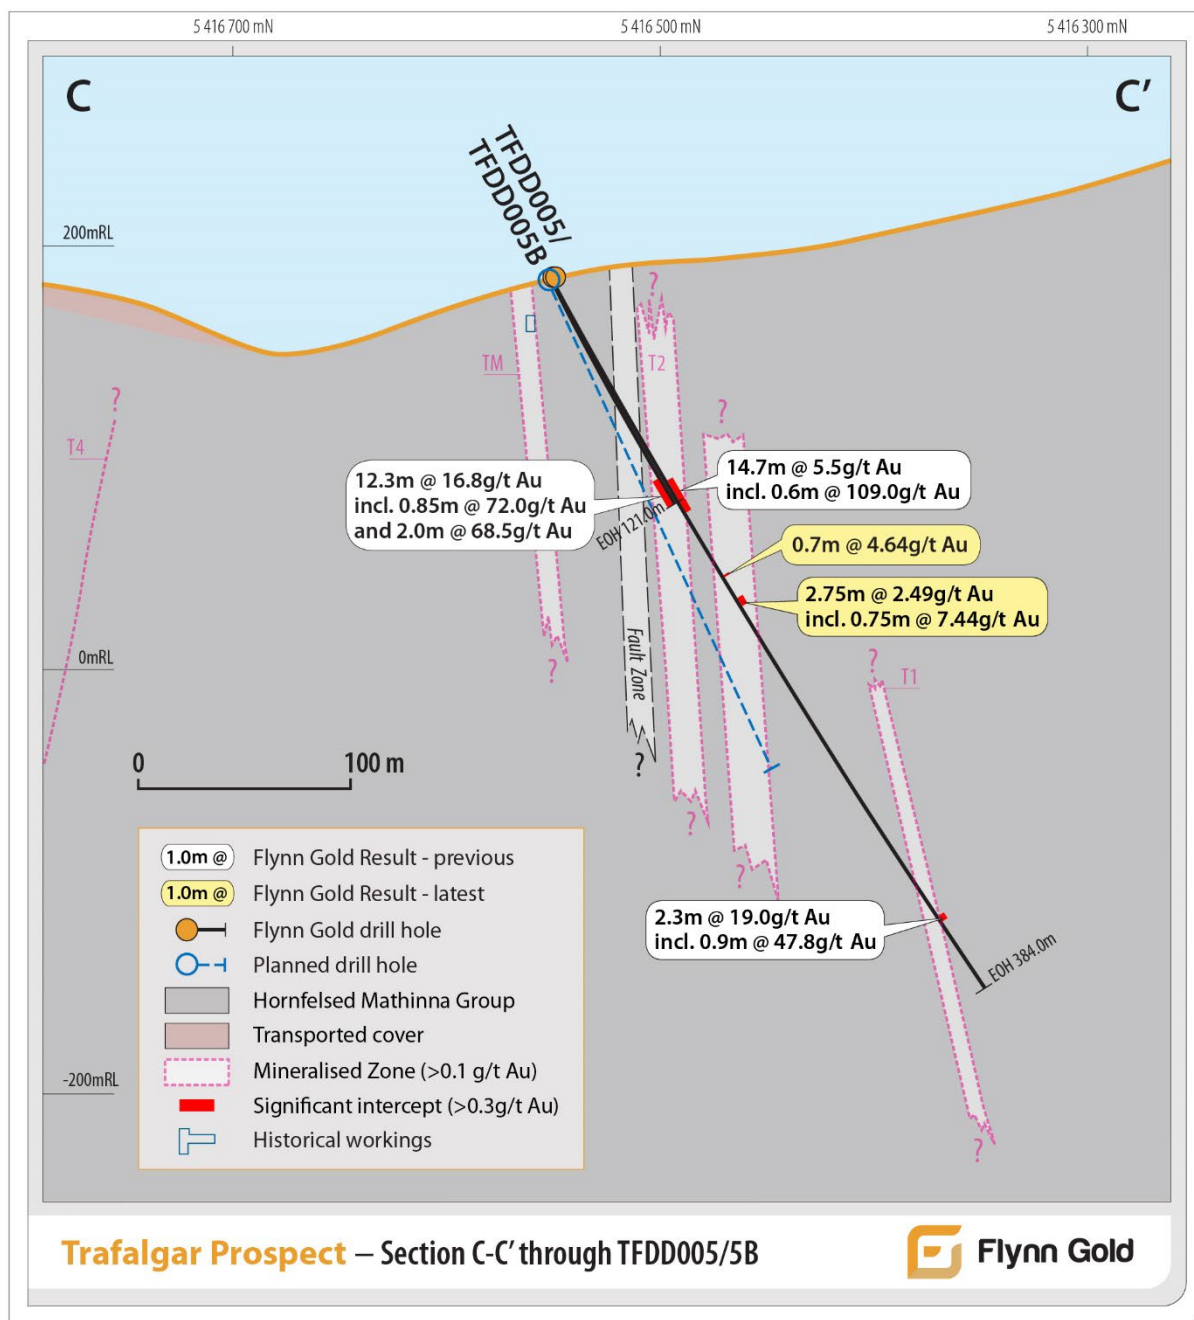 5 416 700 mN
5 416 500 mN
5 416 300 mN
C
C'
TFDD005/
TFDD005B
200mRL
?
TM
T2
?
?
T4
12.3m @ 16.8g/t Au
incl. 0.85m @ 72.0g/t Au
and 2.0m @ 68.5g/t Au
14.7m @ 5.5g/t Au
incl. 0.6m @ 109.0g/t Au
EOH 121.0m
0.7m @ 4.64g/t Au
2.75m @ 2.49g/t Au
incl. 0.75m @ 7.44g/t Au
Fault Zone
0mRL
?
?
T1
?
0
100 m
?
?
2.3m @ 19.0g/t Au
incl. 0.9m @ 47.8g/t Au
EOH 384.0m
-200mRL
?
1.0m @
Flynn Gold Result - previous
1.0m @
Flynn Gold Result - latest
Flynn Gold drill hole
Planned drill hole
Hornfelsed Mathinna Group
Transported cover
Mineralised Zone (>0.1 g/t Au)
Significant intercept (>0.3g/t Au)
Historical workings
Trafalgar Prospect – Section C-C' through TFDD005/5B
Flynn Gold